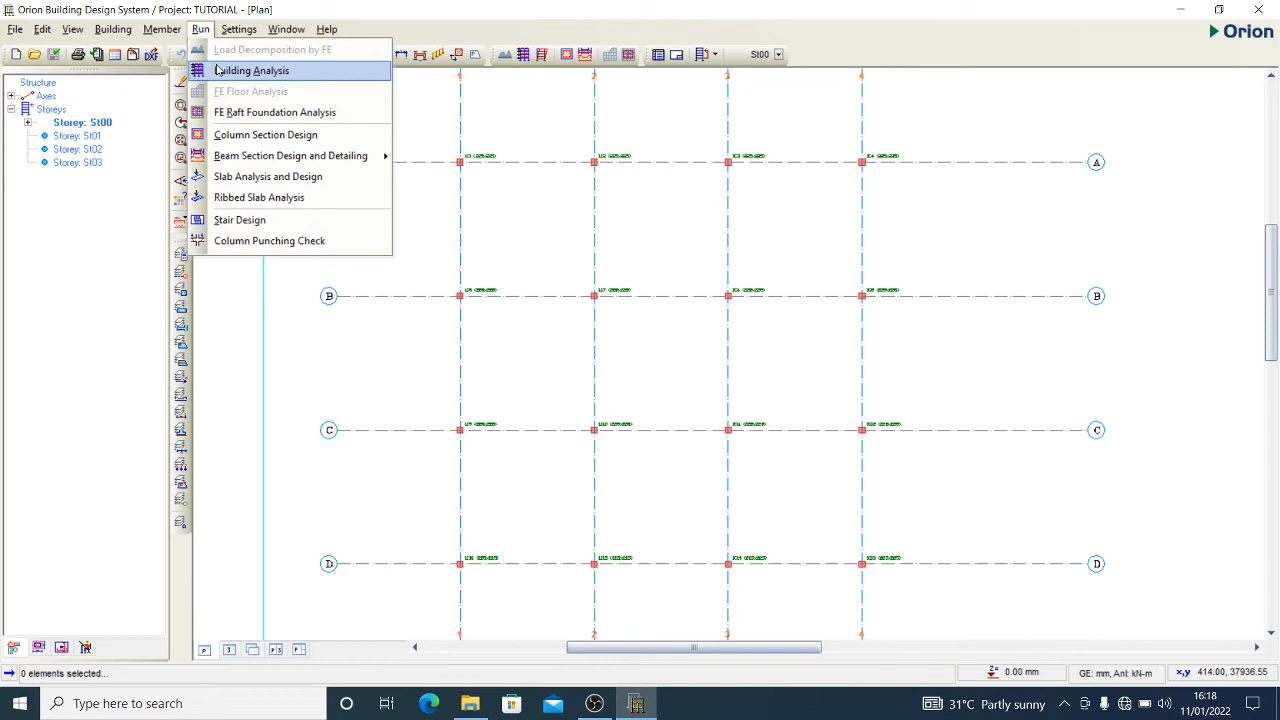 Orion Building Design System / Project: TUTORIAL - [Plan]
File Edit View Building Member Run Settings Window Help
Orion
Load Decomposition by FE
Building Analysis
FE Floor Analysis
FE Raft Foundation Analysis
Column Section Design
Beam Section Design and Detailing
Slab Analysis and Design
Ribbed Slab Analysis
Stair Design
Column Punching Check
DXF
St00
Structure
Axes
Storeys
Storey: St00
Storey: St01
Storey: St02
Storey: St03
1 2 3 4
A
B B
C C
D D
1 2 3 4
0 elements selected...
Z= 0.00 mm
GE: mm, Anl: kN-m
x,y 414.00, 37936.55
Type here to search
31°C Partly sunny
16:18
11/01/2022